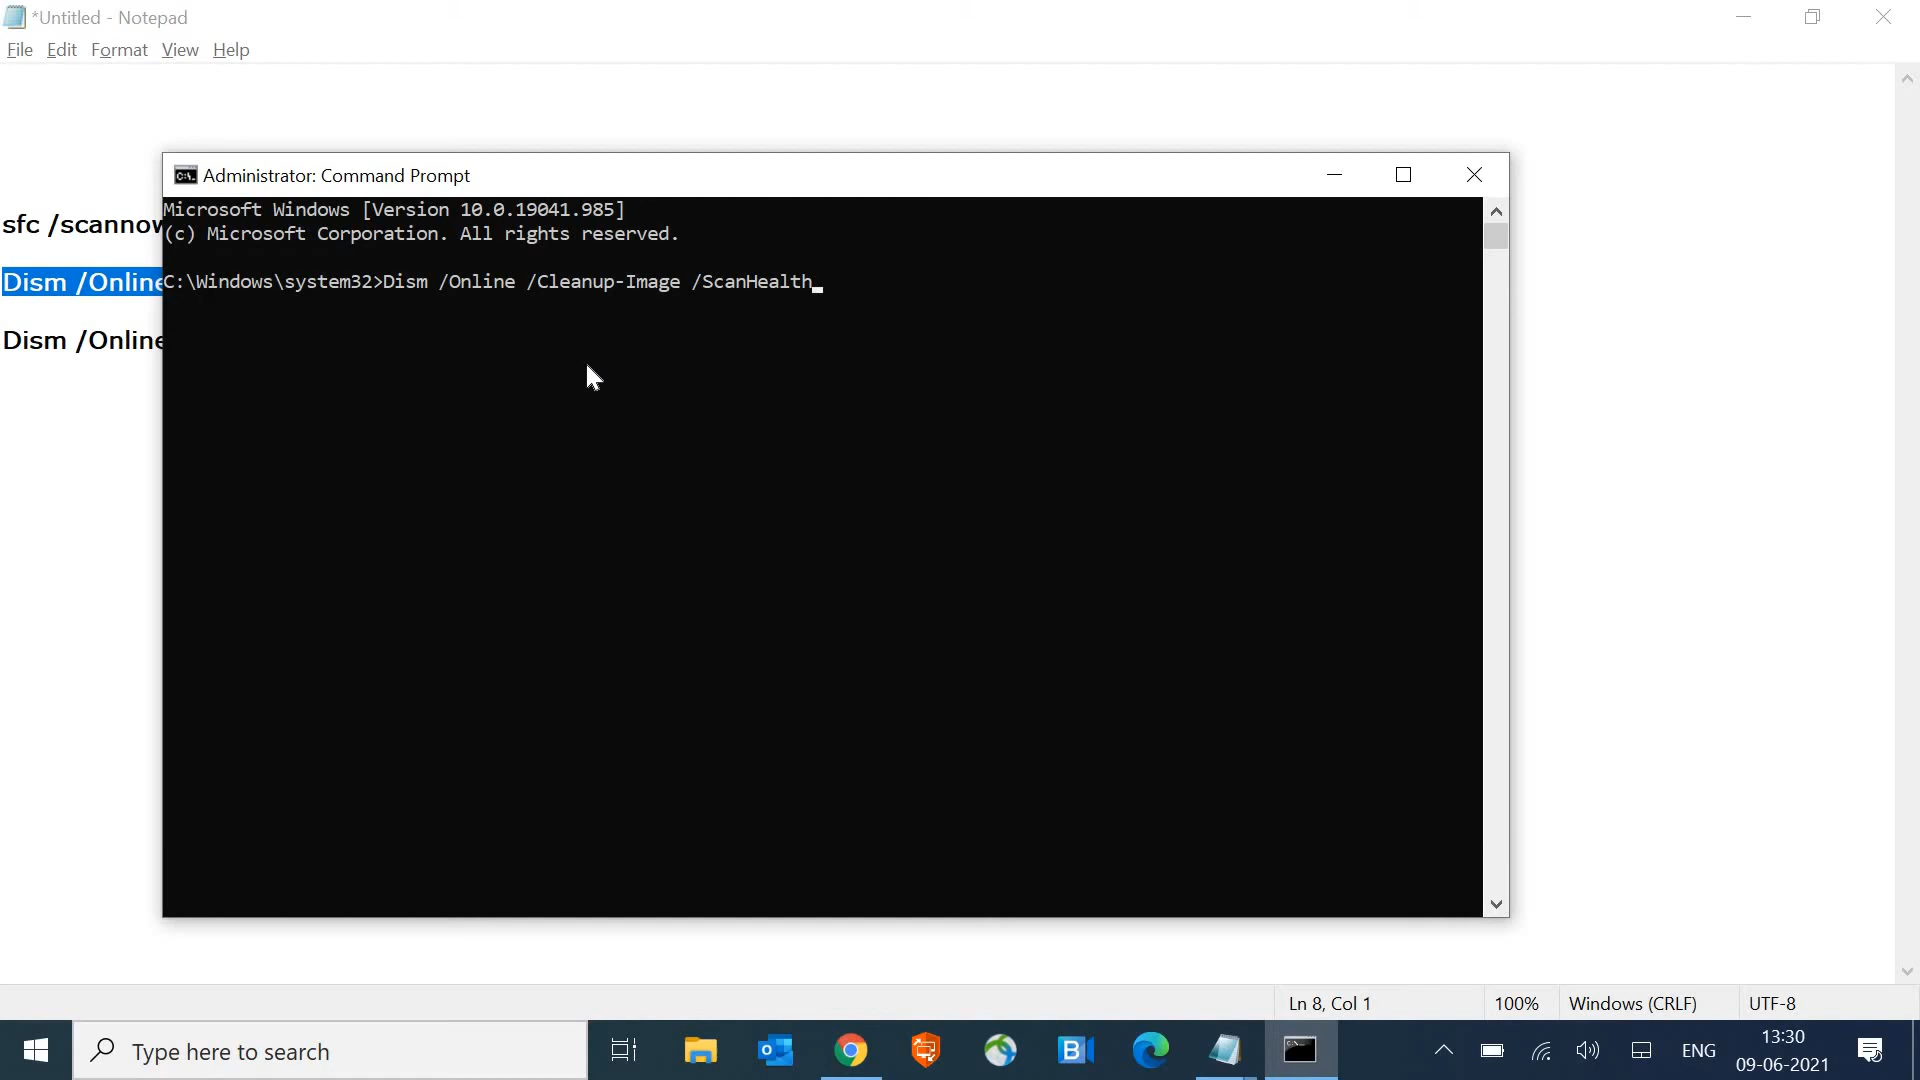 *Untitled - Notepad
File Edit Format View Help
Administrator: Command Prompt
Microsoft Windows [Version 10.0.19041.985]
(c) Microsoft Corporation. All rights reserved.
sfc /scannow
C:\Windows\system32>Dism /Online /Cleanup-Image /ScanHealth
Dism /Online
Dism /Online
Ln 8, Col 1 100% Windows (CRLF) UTF-8
Type here to search
ENG
13:30
09-06-2021